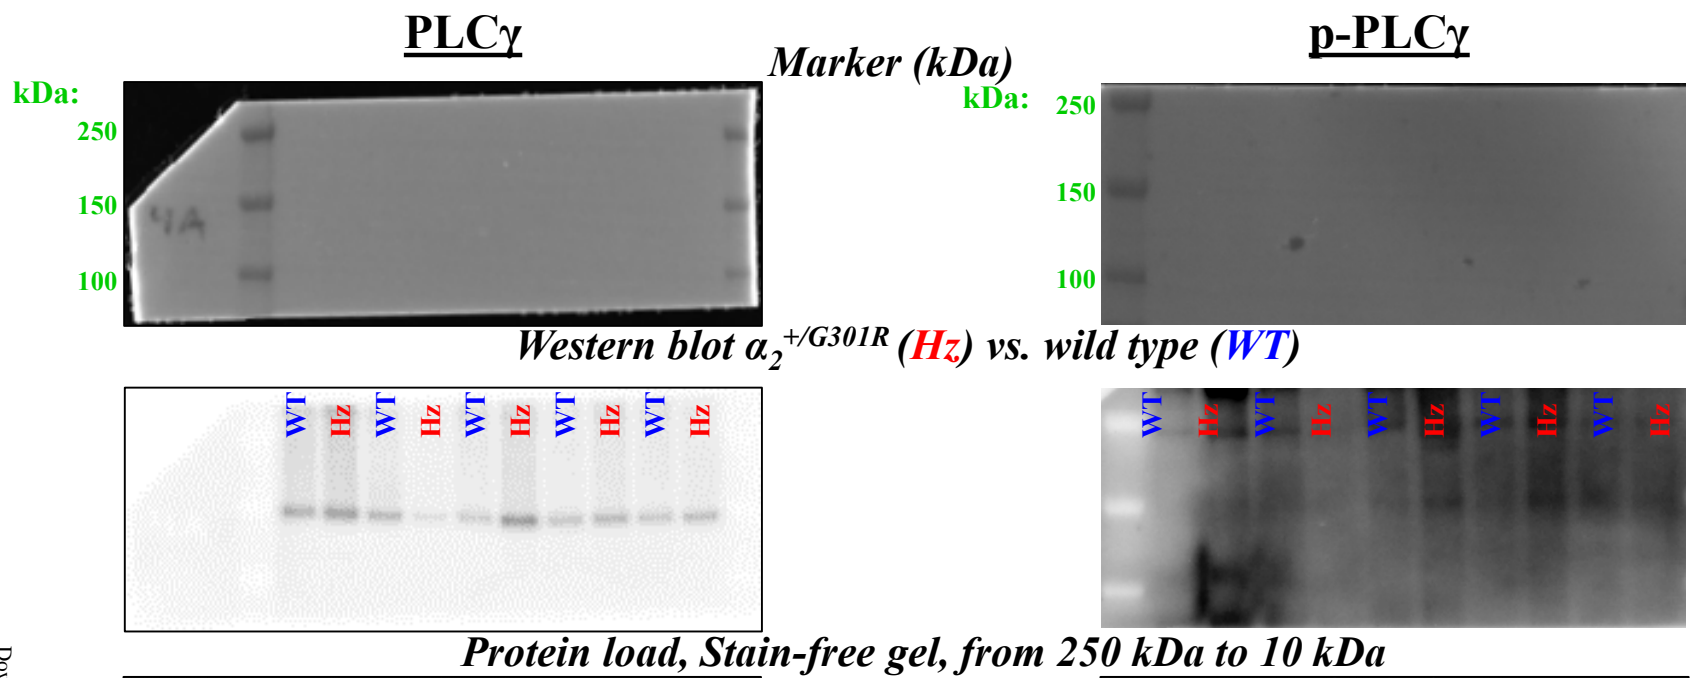 PLCγ
p-PLCγ
Marker (kDa)
kDa:
250
150
100
4A
kDa:
250
150
100
Western blot α₂⁺/ᴳ³⁰¹ᴿ (Hz) vs. wild type (WT)
WT Hz WT Hz WT Hz WT Hz WT Hz
WT Hz WT Hz WT Hz WT Hz WT Hz
Protein load, Stain-free gel, from 250 kDa to 10 kDa